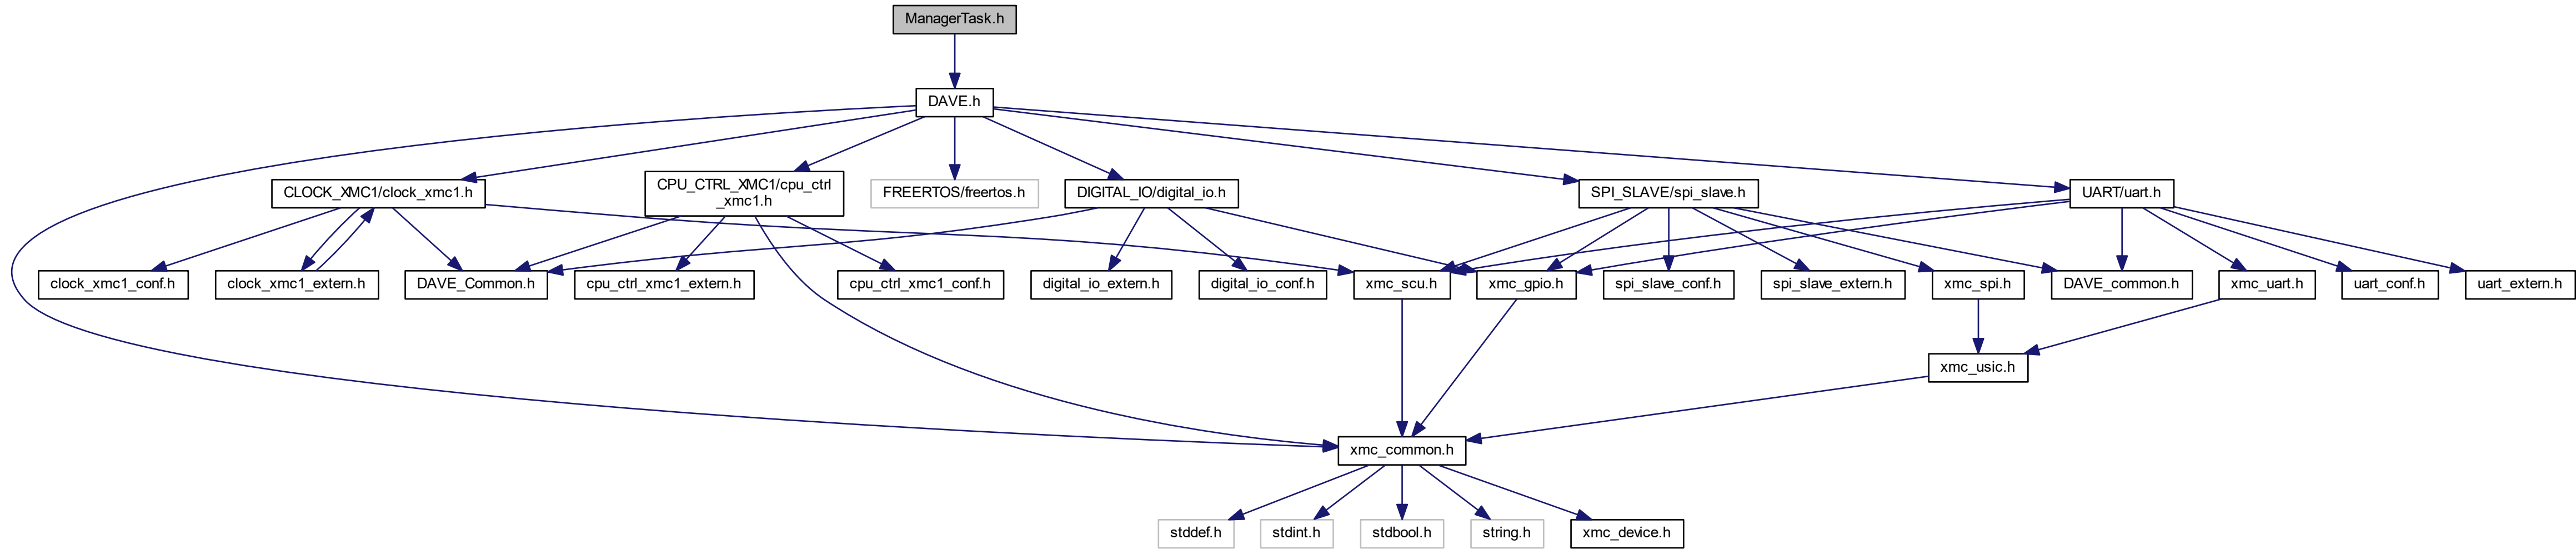 ManagerTask.h
DAVE.h
CLOCK_XMC1/clock_xmc1.h
CPU_CTRL_XMC1/cpu_ctrl
_xmc1.h
FREERTOS/freertos.h
DIGITAL_IO/digital_io.h
SPI_SLAVE/spi_slave.h
UART/uart.h
clock_xmc1_conf.h
clock_xmc1_extern.h
DAVE_Common.h
cpu_ctrl_xmc1_extern.h
cpu_ctrl_xmc1_conf.h
digital_io_extern.h
digital_io_conf.h
xmc_scu.h
xmc_gpio.h
spi_slave_conf.h
spi_slave_extern.h
xmc_spi.h
DAVE_common.h
xmc_uart.h
uart_conf.h
uart_extern.h
xmc_usic.h
xmc_common.h
stddef.h
stdint.h
stdbool.h
string.h
xmc_device.h